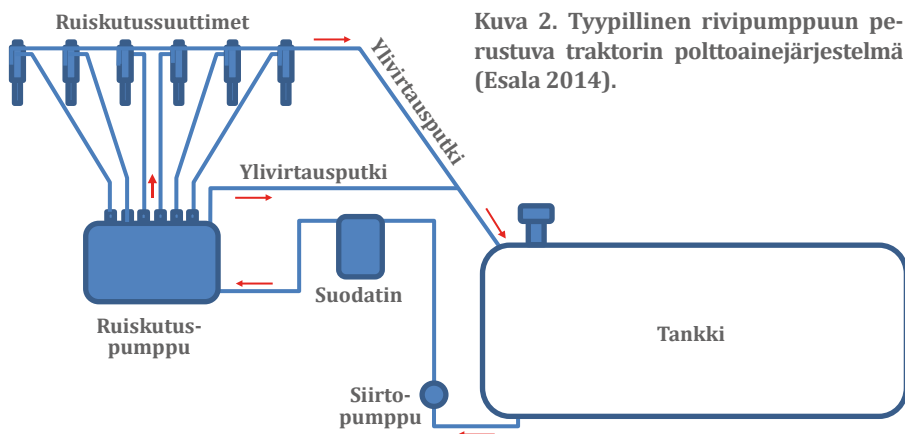 Ruiskutussuuttimet
Kuva 2. Tyypillinen rivipumppuun pe-
rustuva traktorin polttoainejärjestelmä
(Esala 2014).
Ylivirtausputki
Ylivirtausputki
Suodatin
Ruiskutus-
pumppu
Tankki
Siirto-
pumppu